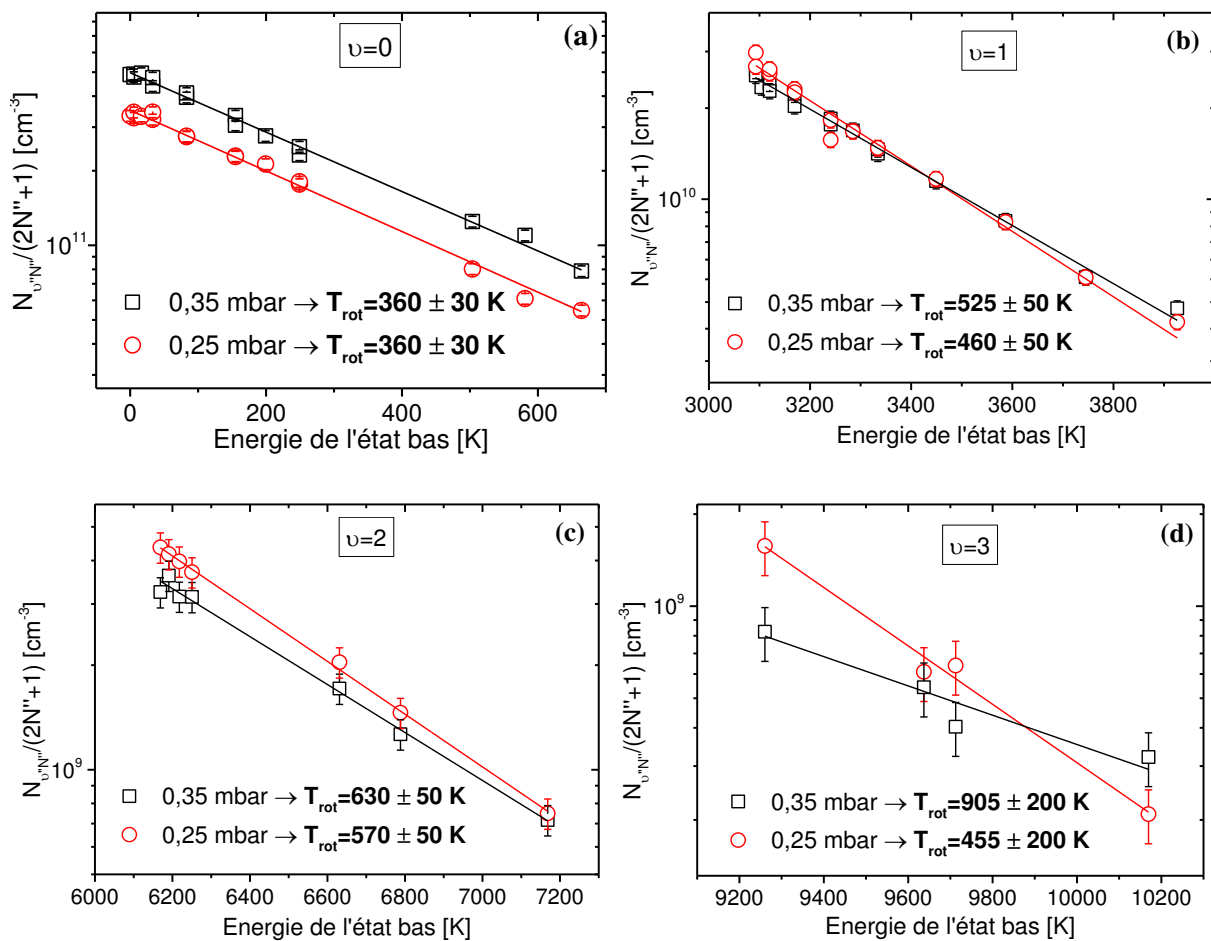 (a)
υ=0
N_υ"N"/(2N"+1) [cm⁻³]
10¹¹
0,35 mbar → T_rot=360 ± 30 K
0,25 mbar → T_rot=360 ± 30 K
0 200 400 600
Energie de l'état bas [K]
(b)
υ=1
N_υ"N"/(2N"+1) [cm⁻³]
10¹⁰
0,35 mbar → T_rot=525 ± 50 K
0,25 mbar → T_rot=460 ± 50 K
3000 3200 3400 3600 3800
Energie de l'état bas [K]
(c)
υ=2
N_υ"N"/(2N"+1) [cm⁻³]
10⁹
0,35 mbar → T_rot=630 ± 50 K
0,25 mbar → T_rot=570 ± 50 K
6000 6200 6400 6600 6800 7000 7200
Energie de l'état bas [K]
(d)
υ=3
N_υ"N"/(2N"+1) [cm⁻³]
10⁹
0,35 mbar → T_rot=905 ± 200 K
0,25 mbar → T_rot=455 ± 200 K
9200 9400 9600 9800 10000 10200
Energie de l'état bas [K]